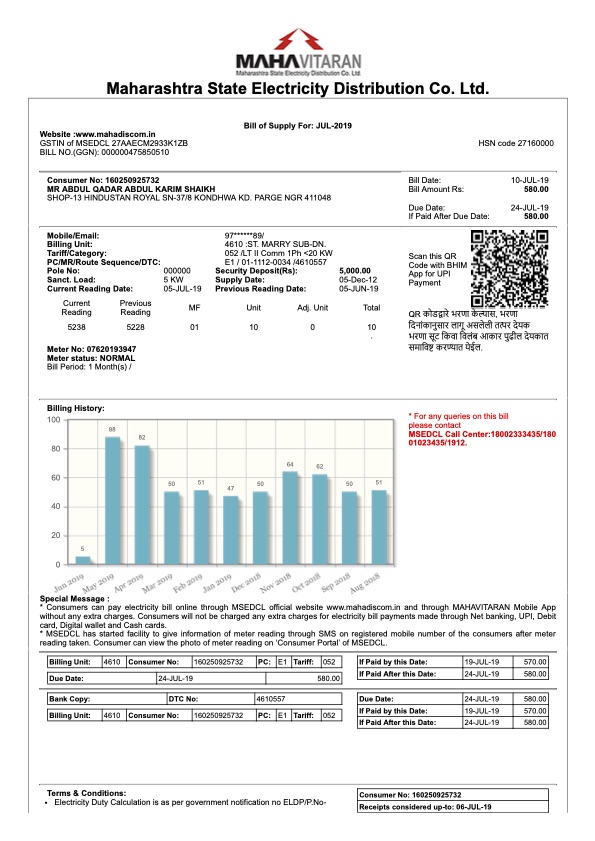 MAHAVITARAN
Maharashtra State Electricity Distribution Co. Ltd.
Maharashtra State Electricity Distribution Co. Ltd.
Bill of Supply For: JUL-2019
Website :www.mahadiscom.in
GSTIN of MSEDCL 27AAECM2933K1ZB
HSN code 27160000
BILL NO.(GGN): 000000475850510
Consumer No: 160250925732
MR ABDUL QADAR ABDUL KARIM SHAIKH
SHOP-13 HINDUSTAN ROYAL SN-37/8 KONDHWA KD. PARGE NGR 411048
Bill Date: 10-JUL-19
Bill Amount Rs: 580.00
Due Date: 24-JUL-19
If Paid After Due Date: 580.00
Mobile/Email: 97******89/
Billing Unit: 4610 :ST. MARRY SUB-DN.
Tariff/Category: 052 /LT II Comm 1Ph <20 KW
PC/MR/Route Sequence/DTC: E1 / 01-1112-0034 /4610557
Pole No: 000000 Security Deposit(Rs): 5,000.00
Sanct. Load: 5 KW Supply Date: 05-Dec-12
Current Reading Date: 05-JUL-19 Previous Reading Date: 05-JUN-19
Scan this QR
Code with BHIM
App for UPI
Payment
QR कोडद्वारे भरणा केल्यास, भरणा
दिनांकानुसार लागू असलेली तत्पर देयक
भरणा सूट किंवा विलंब आकार पुढील देयकात
समाविष्ट करण्यात येईल.
Current Reading Previous Reading MF Unit Adj. Unit Total
5238 5228 01 10 0 10
.
Meter No: 07620193947
Meter status: NORMAL
Bill Period: 1 Month(s) /
Billing History:
100
80
60
40
20
0
5 88 82 50 51 47 50 64 62 50 51
Jun 2019 May 2019 Apr 2019 Mar 2019 Feb 2019 Jan 2019 Dec 2018 Nov 2018 Oct 2018 Sep 2018 Aug 2018
* For any queries on this bill
please contact
MSEDCL Call Center:18002333435/180
01023435/1912.
Special Message :
* Consumers can pay electricity bill online through MSEDCL official website www.mahadiscom.in and through MAHAVITARAN Mobile App
without any extra charges. Consumers will not be charged any extra charges for electricity bill payments made through Net banking, UPI, Debit
card, Digital wallet and Cash cards.
* MSEDCL has started facility to give information of meter reading through SMS on registered mobile number of the consumers after meter
reading taken. Consumer can view the photo of meter reading on 'Consumer Portal' of MSEDCL.
Billing Unit: 4610 Consumer No: 160250925732 PC: E1 Tariff: 052
Due Date: 24-JUL-19 580.00
If Paid by this Date: 19-JUL-19 570.00
If Paid After this Date: 24-JUL-19 580.00
Bank Copy: DTC No: 4610557
Billing Unit: 4610 Consumer No: 160250925732 PC: E1 Tariff: 052
Due Date: 24-JUL-19 580.00
If Paid by this Date: 19-JUL-19 570.00
If Paid After this Date: 24-JUL-19 580.00
Terms & Conditions:
• Electricity Duty Calculation is as per government notification no ELDP/P.No-
Consumer No: 160250925732
Receipts considered up-to: 06-JUL-19